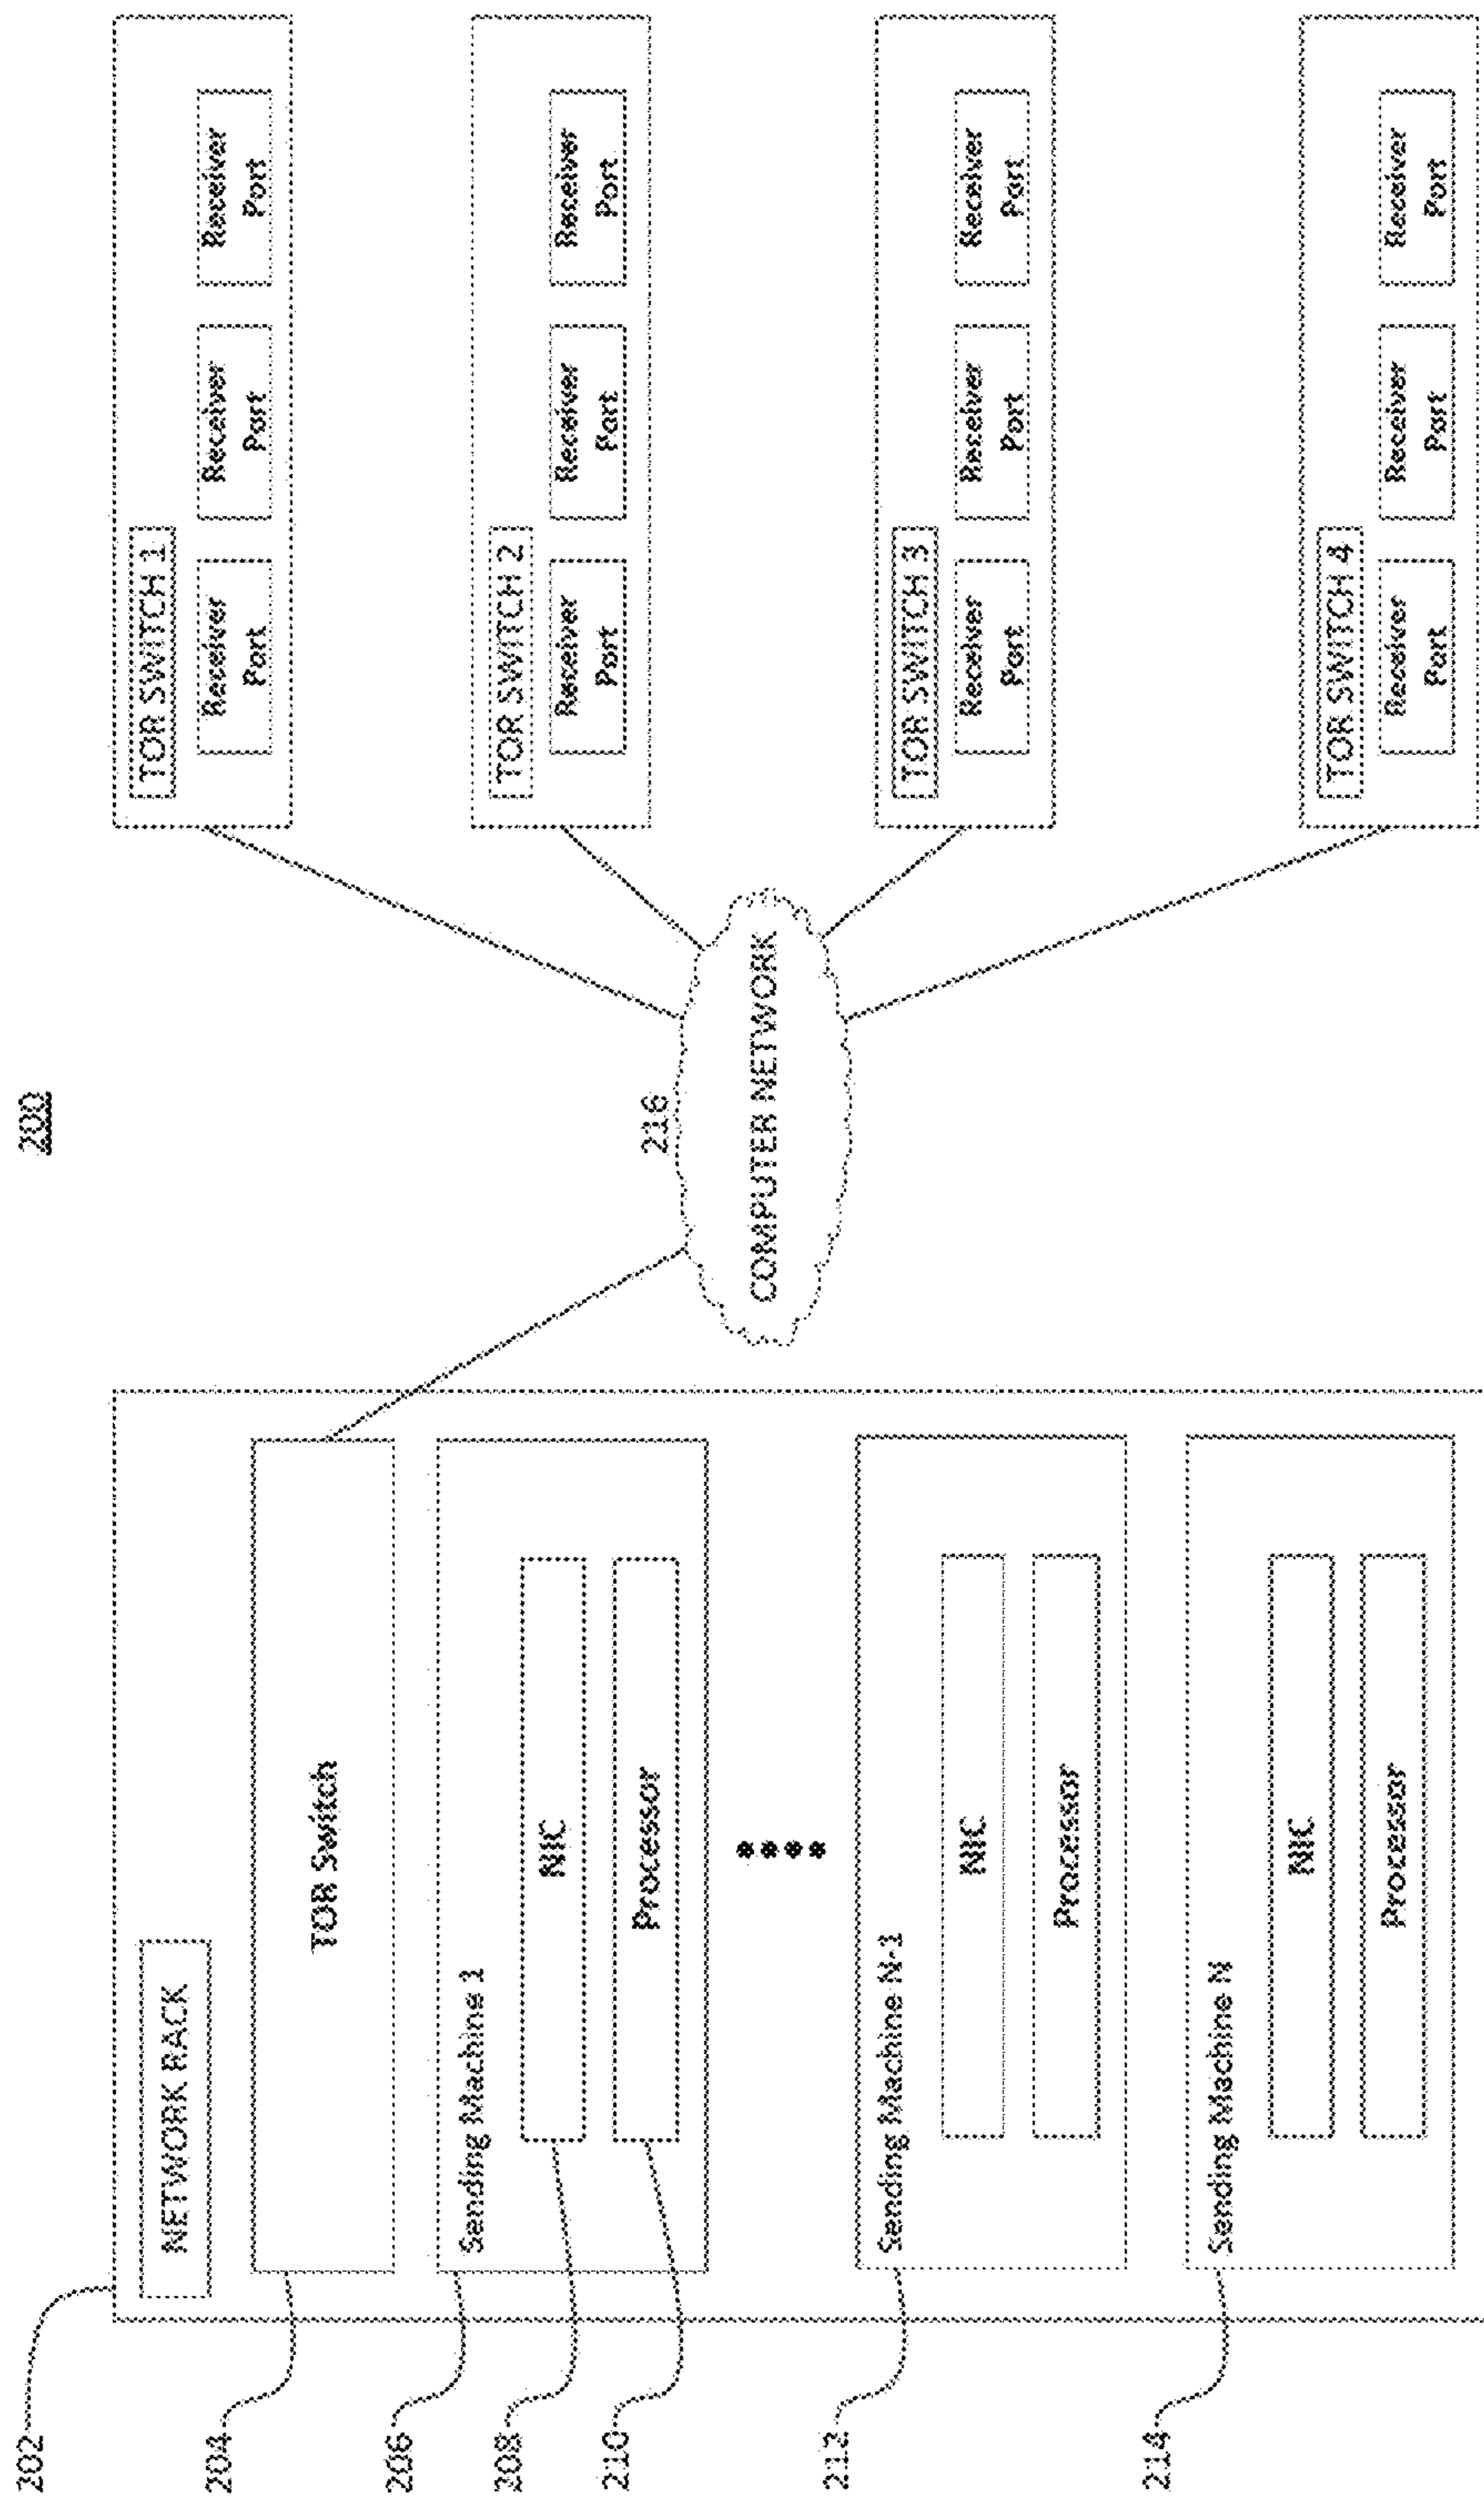 200
202
NETWORK RACK
204
TOR Switch
206
Sending Machine 1
208
NIC
210
Processor
212
Sending Machine N-1
NIC
Processor
214
Sending Machine N
NIC
Processor
216
COMPUTER NETWORK
TOR SWITCH 1
Receiver
Port
Receiver
Port
Receiver
Port
TOR SWITCH 2
Receiver
Port
Receiver
Port
Receiver
Port
TOR SWITCH 3
Receiver
Port
Receiver
Port
Receiver
Port
TOR SWITCH 4
Receiver
Port
Receiver
Port
Receiver
Port